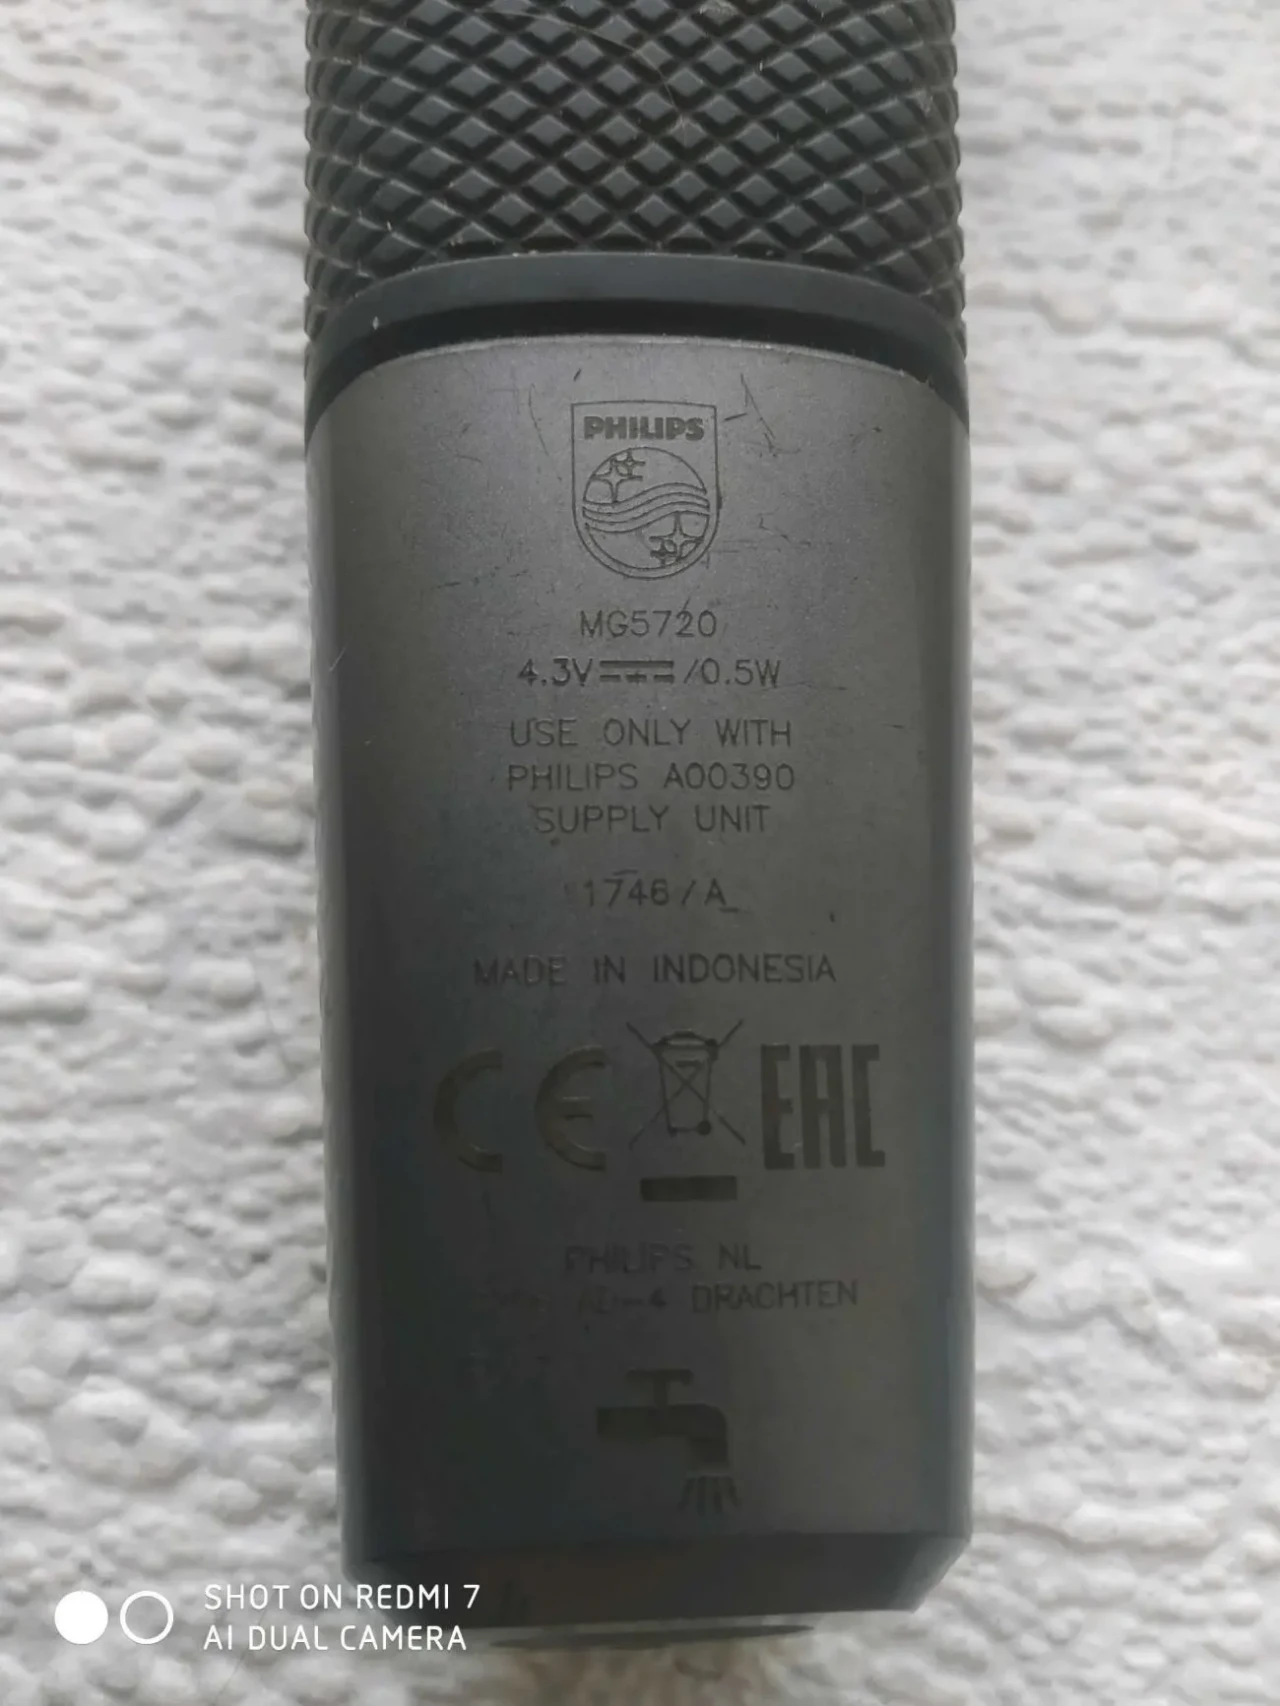 PHILIPS
MG5720
4.3V⎓/0.5W
USE ONLY WITH
PHILIPS A00390
SUPPLY UNIT
1746/A
MADE IN INDONESIA
CE EAC
PHILIPS NL
-4 DRACHTEN
SHOT ON REDMI 7
AI DUAL CAMERA